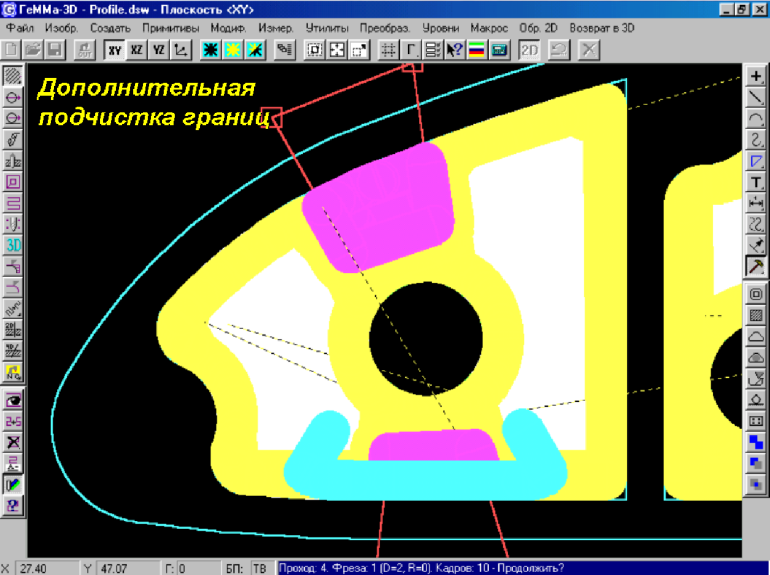 ГеММа-3D - Profile.dsw - Плоскость <XY>
Файл Изобр. Создать Примитивы Модиф. Измер. Утилиты Преобраз. Уровни Макрос Обр. 2D Возврат в 3D
XY XZ YZ L Г 2D
Дополнительная
подчистка границ
T
3D
2+5
X 27.40 Y 47.07 Г: 0 БП: ТВ Проход: 4. Фреза: 1 (D=2, R=0). Кадров: 10 - Продолжить?